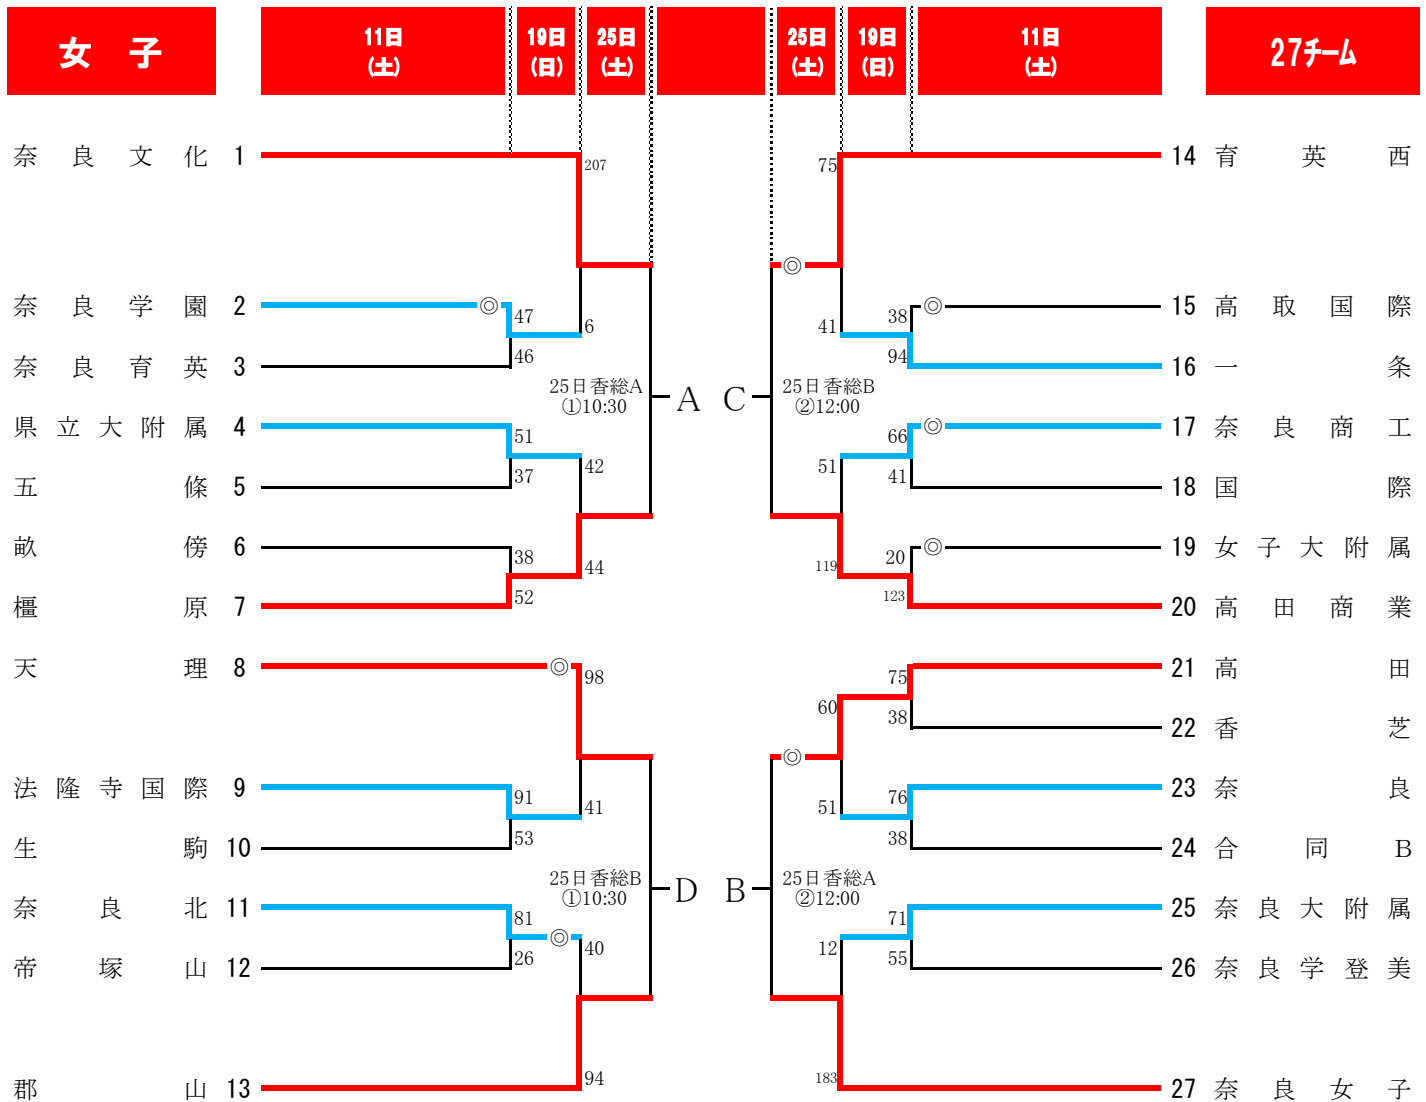 女子 11日(土) 19日(日) 25日(土) 25日(土) 19日(日) 11日(土) 27チーム
奈良文化 1 207 75 14 育英西
◎
奈良学園 2 ◎ 47 6 41 38 ◎ 15 高取国際
奈良育英 3 46 94 16 一条
25日香総A ①10:30 A C 25日香総B ②12:00
県立大附属 4 51 42 51 66 ◎ 17 奈良商工
五條 5 37 41 18 国際
畝傍 6 38 44 119 20 ◎ 19 女子大附属
橿原 7 52 123 20 高田商業
天理 8 ◎ 98 60 75 21 高田
38 22 香芝
◎
法隆寺国際 9 91 41 51 76 23 奈良
生駒 10 53 38 24 合同B
25日香総B ①10:30 D B 25日香総A ②12:00
奈良北 11 81 ◎ 40 12 71 25 奈良大附属
帝塚山 12 26 55 26 奈良学登美
郡山 13 94 183 27 奈良女子